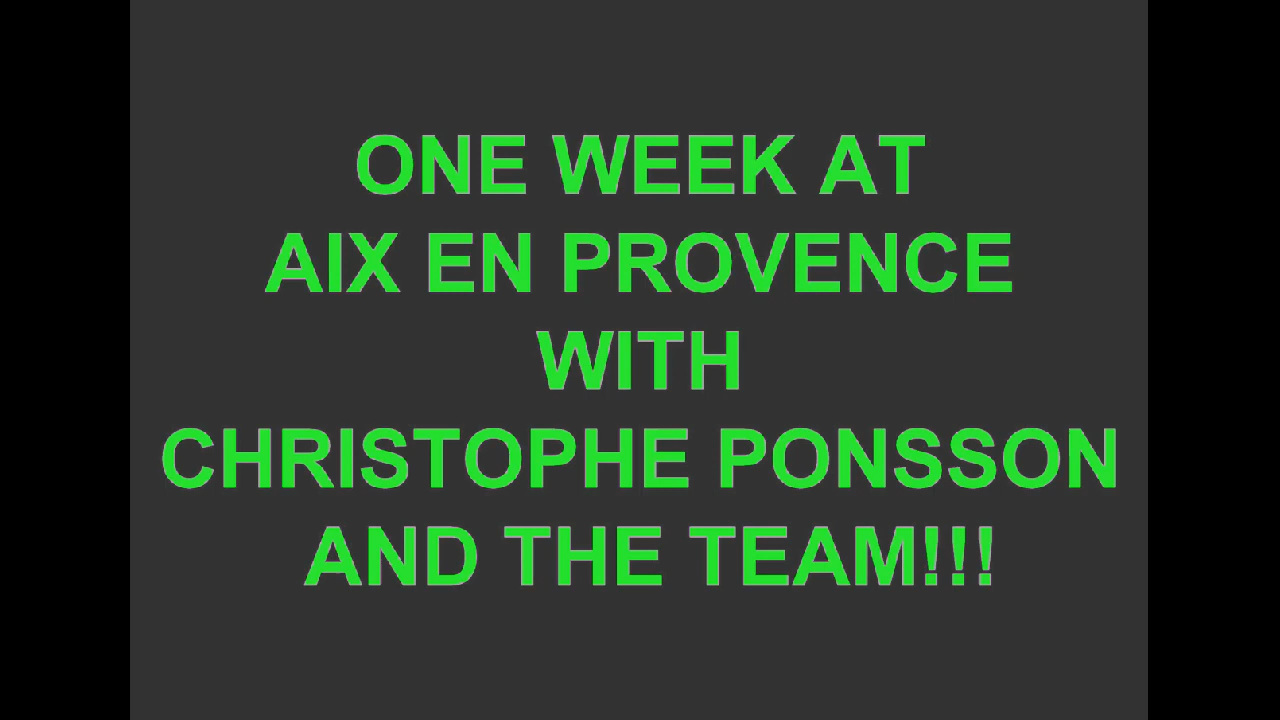 ONE WEEK AT
AIX EN PROVENCE
WITH
CHRISTOPHE PONSSON
AND THE TEAM!!!